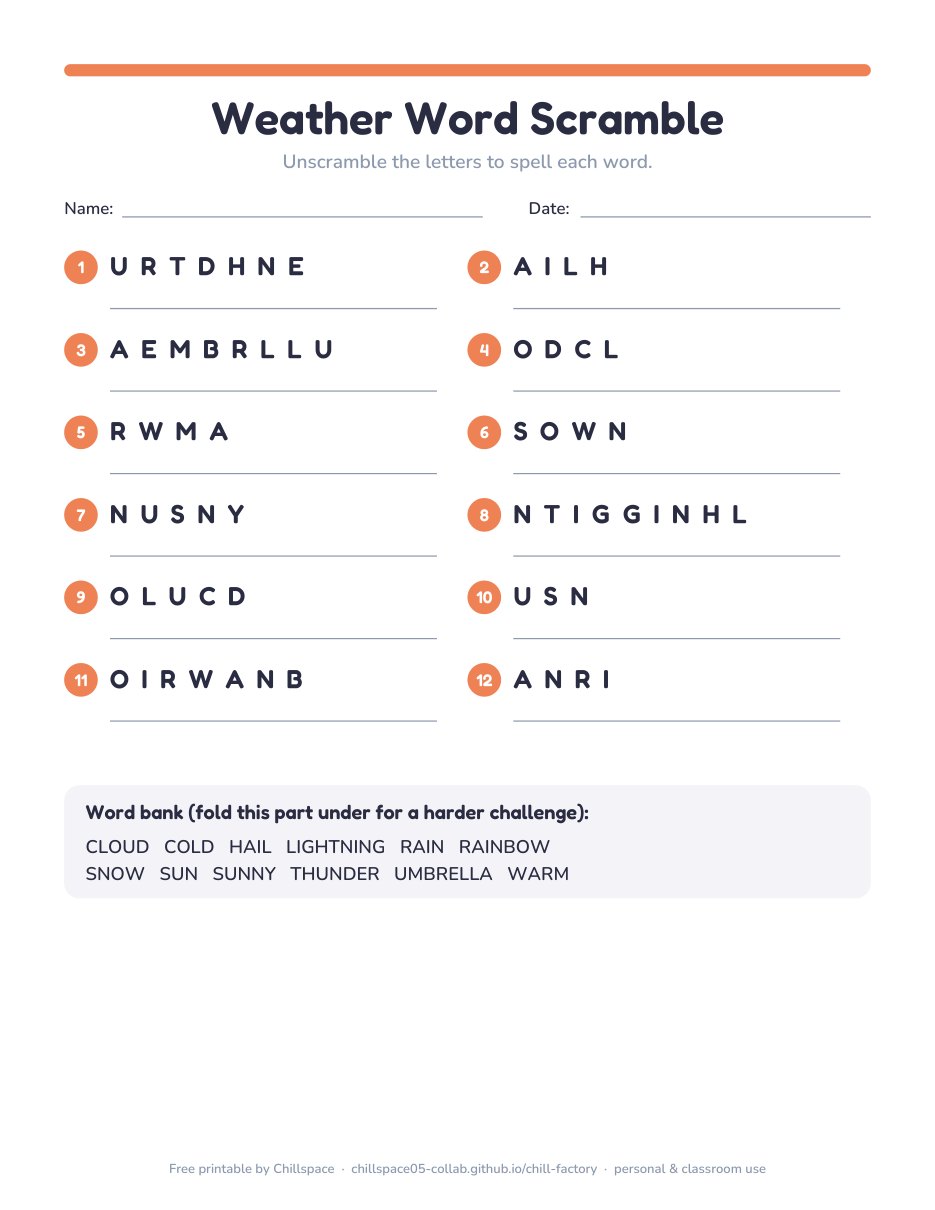 Weather Word Scramble
Unscramble the letters to spell each word.
Name: Date:
1 U R T D H N E
2 A I L H
3 A E M B R L L U
4 O D C L
5 R W M A
6 S O W N
7 N U S N Y
8 N T I G G I N H L
9 O L U C D
10 U S N
11 O I R W A N B
12 A N R I
Word bank (fold this part under for a harder challenge):
CLOUD COLD HAIL LIGHTNING RAIN RAINBOW
SNOW SUN SUNNY THUNDER UMBRELLA WARM
Free printable by Chillspace · chillspace05-collab.github.io/chill-factory · personal & classroom use